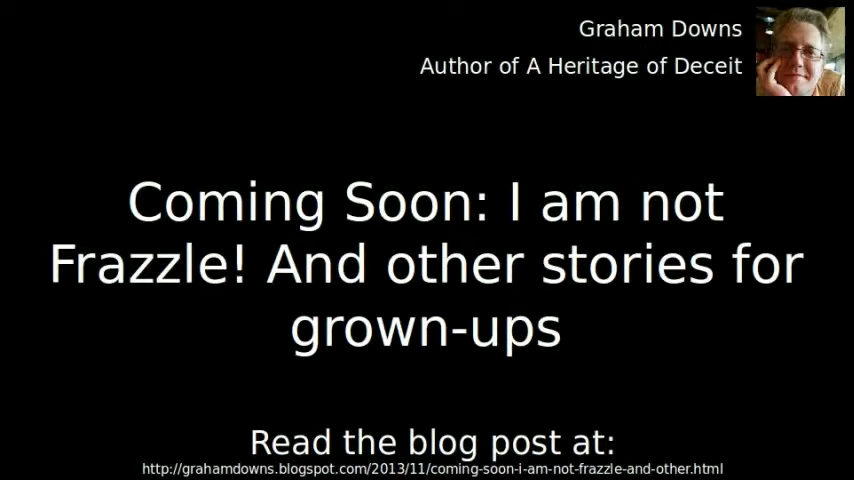 Graham Downs
Author of A Heritage of Deceit
Coming Soon: I am not
Frazzle! And other stories for
grown-ups
Read the blog post at:
http://grahamdowns.blogspot.com/2013/11/coming-soon-i-am-not-frazzle-and-other.html